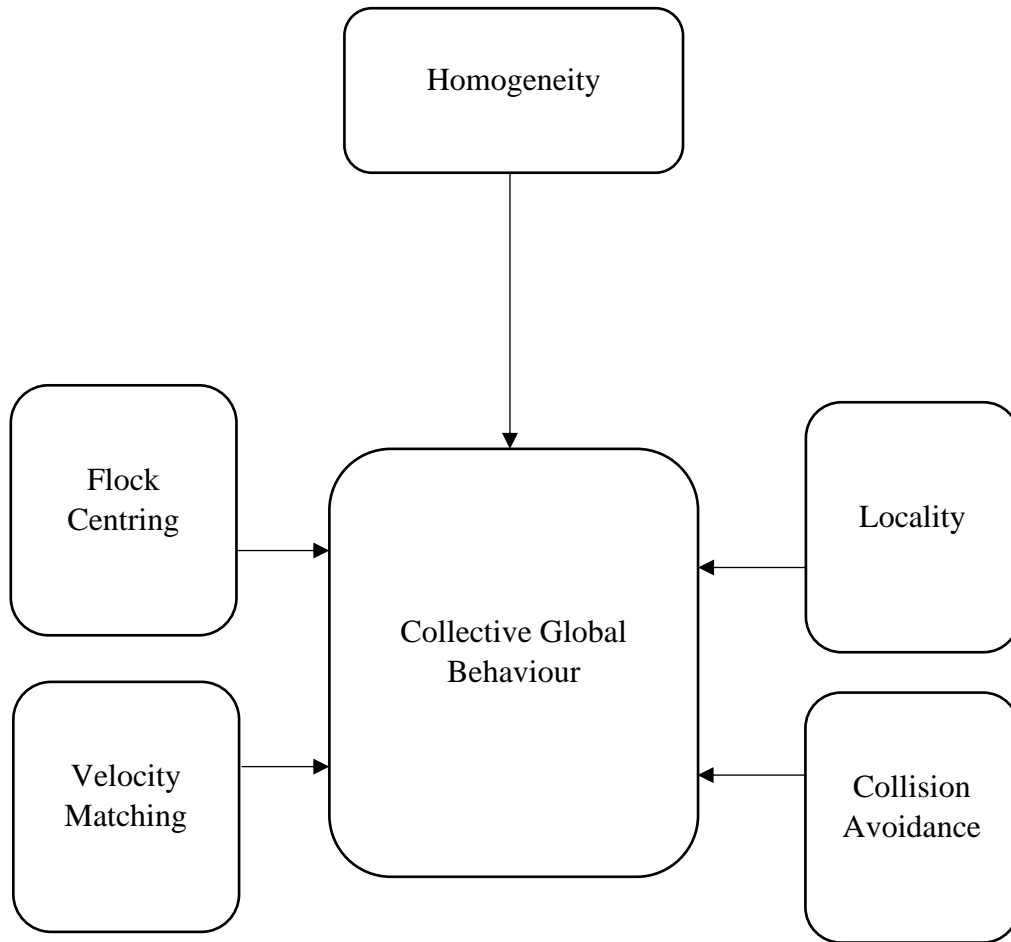 Homogeneity
Flock
Centring
Locality
Collective Global
Behaviour
Velocity
Matching
Collision
Avoidance